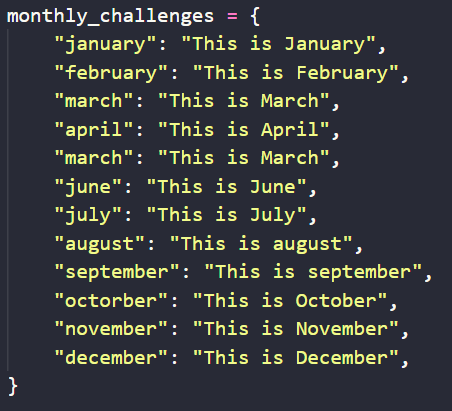 monthly_challenges = {
    "january": "This is January",
    "february": "This is February",
    "march": "This is March",
    "april": "This is April",
    "march": "This is March",
    "june": "This is June",
    "july": "This is July",
    "august": "This is august",
    "september": "This is september",
    "octorber": "This is October",
    "november": "This is November",
    "december": "This is December",
}